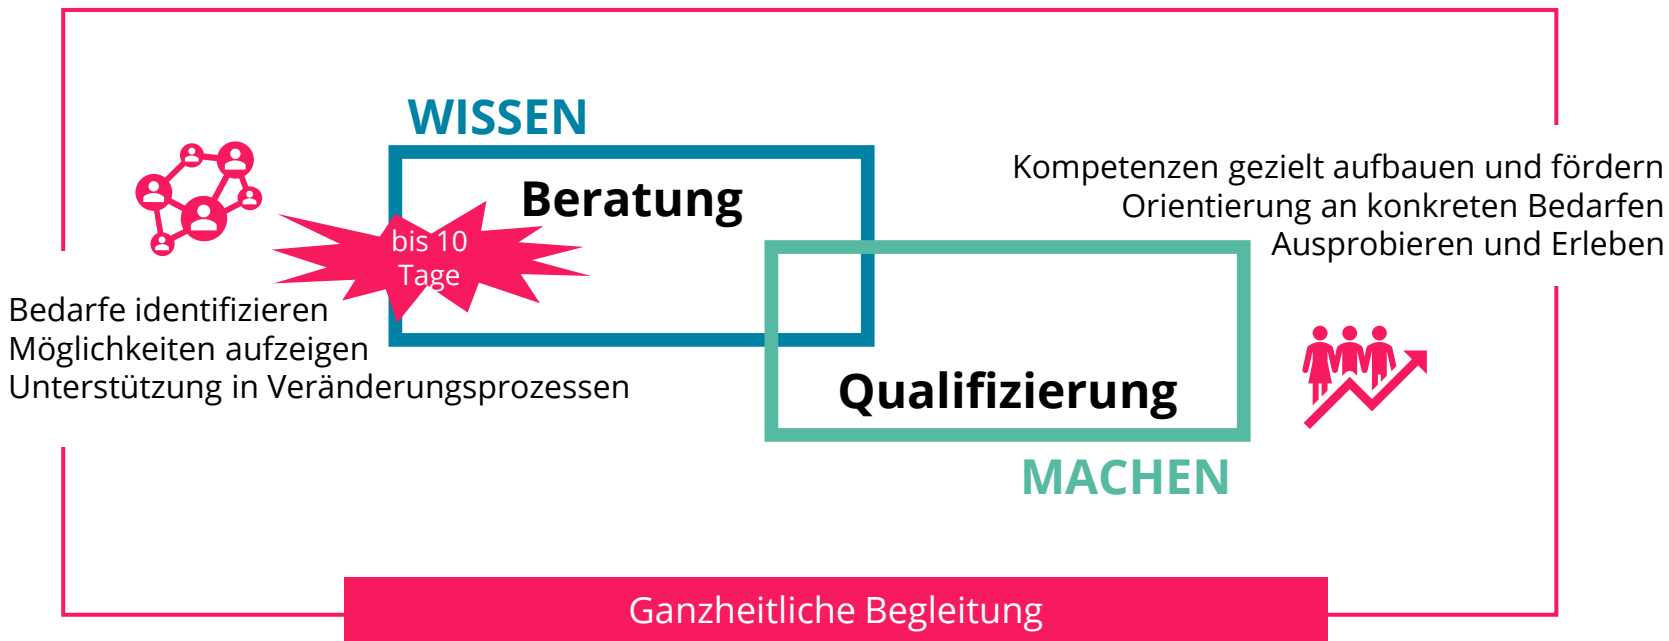 WISSEN
Beratung
bis 10
Tage
Bedarfe identifizieren
Möglichkeiten aufzeigen
Unterstützung in Veränderungsprozessen
Kompetenzen gezielt aufbauen und fördern
Orientierung an konkreten Bedarfen
Ausprobieren und Erleben
Qualifizierung
MACHEN
Ganzheitliche Begleitung